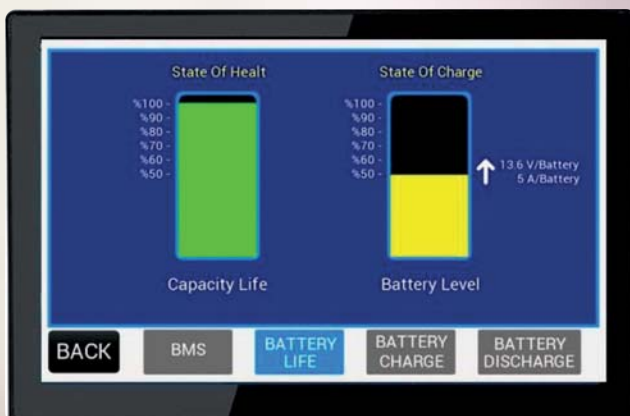 State Of Healt
%100 -
%90 -
%80 -
%70 -
%60 -
%50 -
Capacity Life
State Of Charge
%100 -
%90 -
%80 -
%70 -
%60 -
%50 -
13.6 V/Battery
5 A/Battery
Battery Level
BACK
BMS
BATTERY
LIFE
BATTERY
CHARGE
BATTERY
DISCHARGE